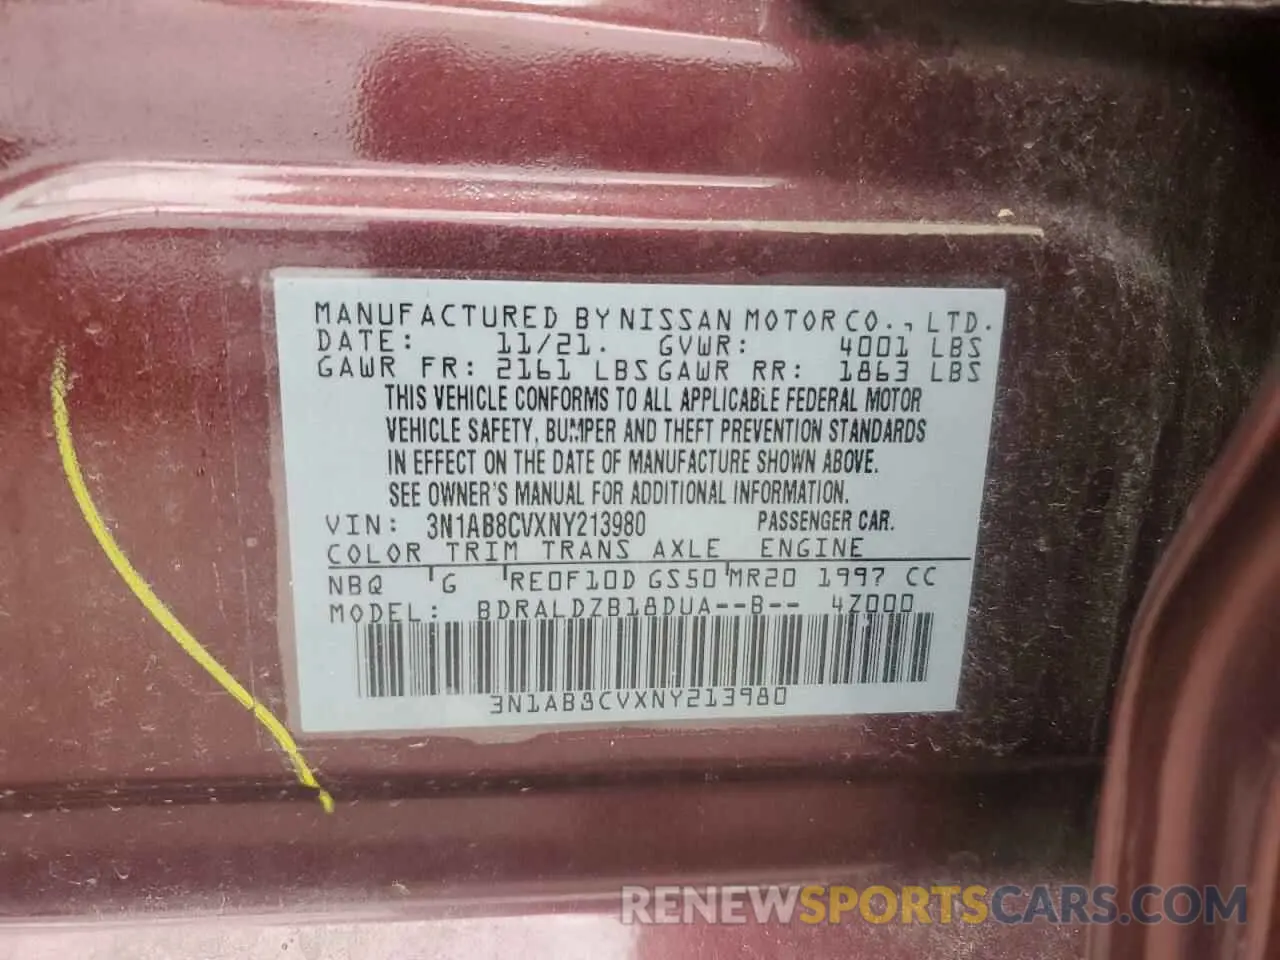 MANUFACTURED BY NISSAN MOTOR CO., LTD.
DATE: 11/21. GVWR: 4001 LBS
GAWR FR: 2161 LBS GAWR RR: 1863 LBS
THIS VEHICLE CONFORMS TO ALL APPLICABLE FEDERAL MOTOR
VEHICLE SAFETY, BUMPER AND THEFT PREVENTION STANDARDS
IN EFFECT ON THE DATE OF MANUFACTURE SHOWN ABOVE.
SEE OWNER'S MANUAL FOR ADDITIONAL INFORMATION.
VIN: 3N1AB8CVXNY213980 PASSENGER CAR.
COLOR TRIM TRANS AXLE ENGINE
NBQ G RE0F10D GS50 MR20 1997 CC
MODEL: BDRALDZB18DUA--B-- 4Z000
3N1AB8CVXNY213980
RENEWSPORTSCARS.COM